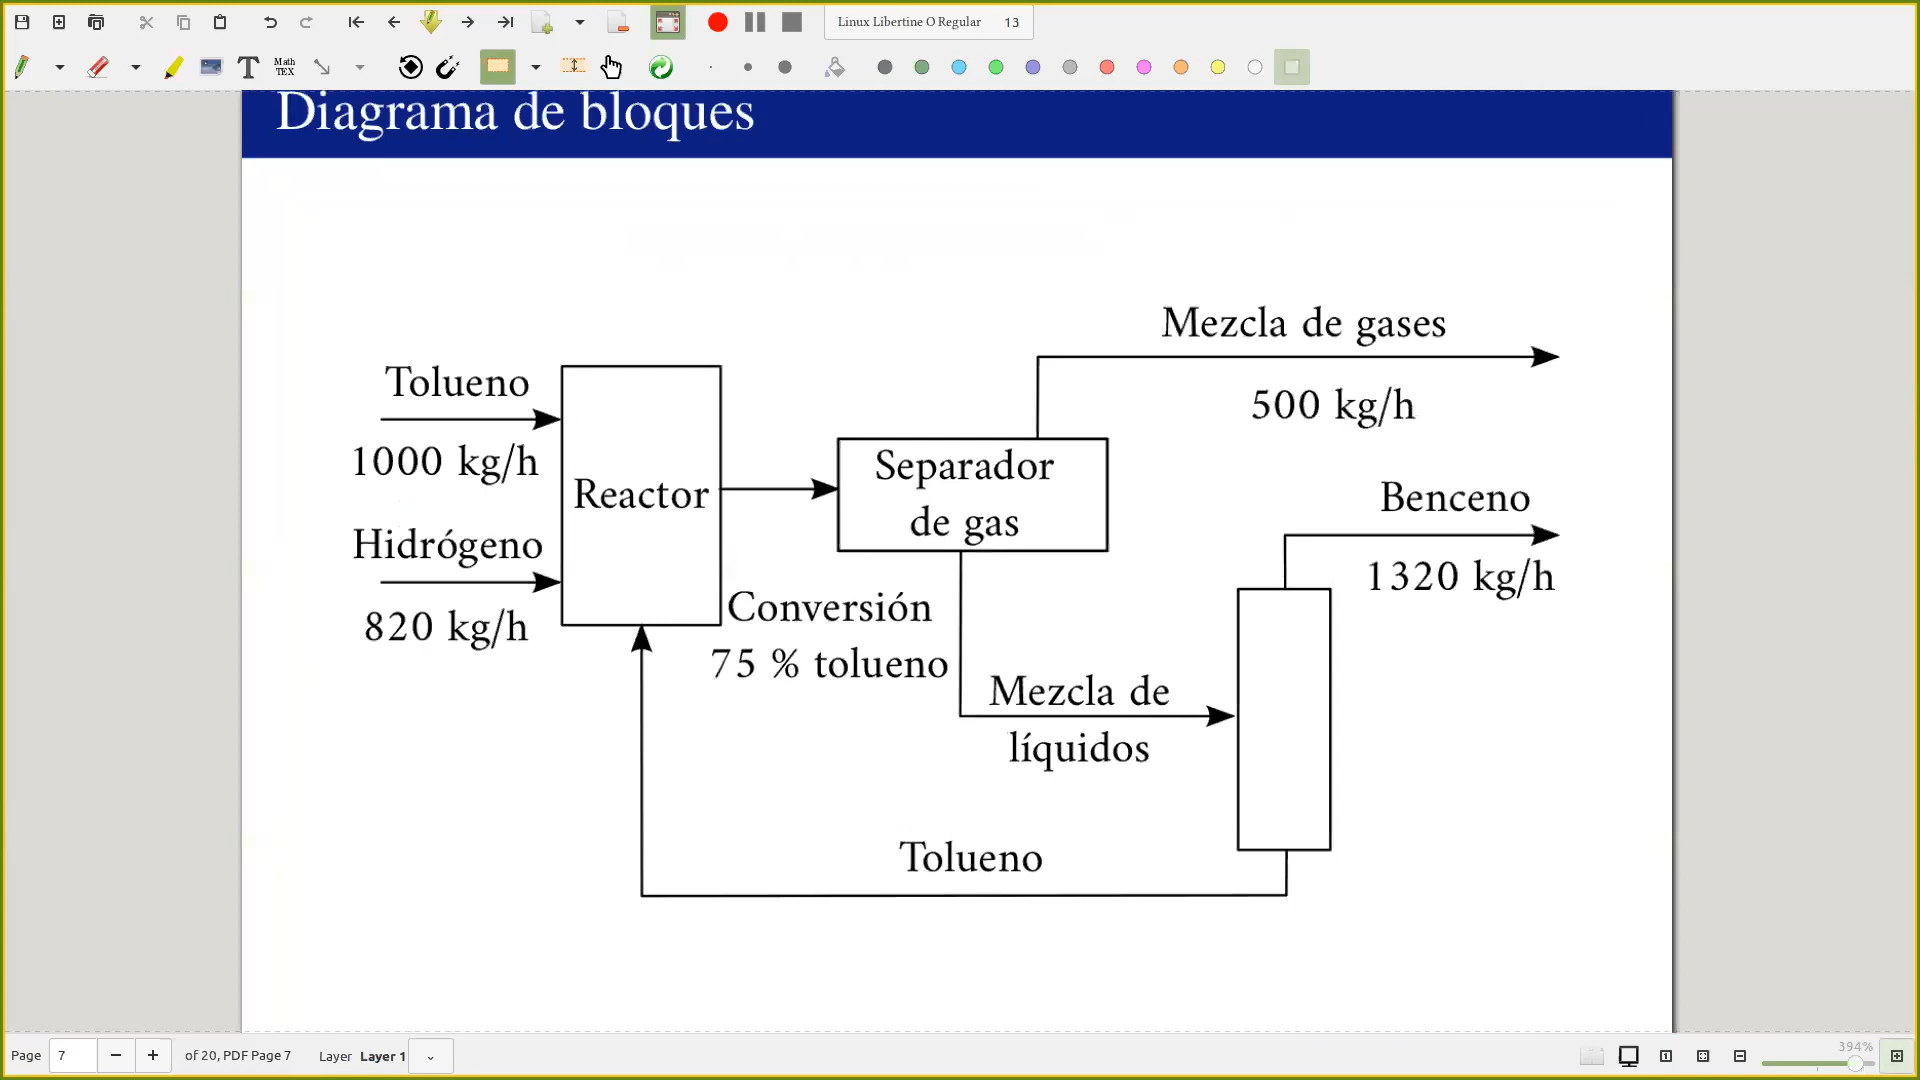 Linux Libertine O Regular 13
Math
TEX
Diagrama de bloques
Mezcla de gases
500 kg/h
Tolueno
1000 kg/h
Hidrógeno
820 kg/h
Reactor
Separador
de gas
Benceno
1320 kg/h
Conversión
75 % tolueno
Mezcla de
líquidos
Tolueno
Page 7 of 20, PDF Page 7 Layer Layer 1
394%